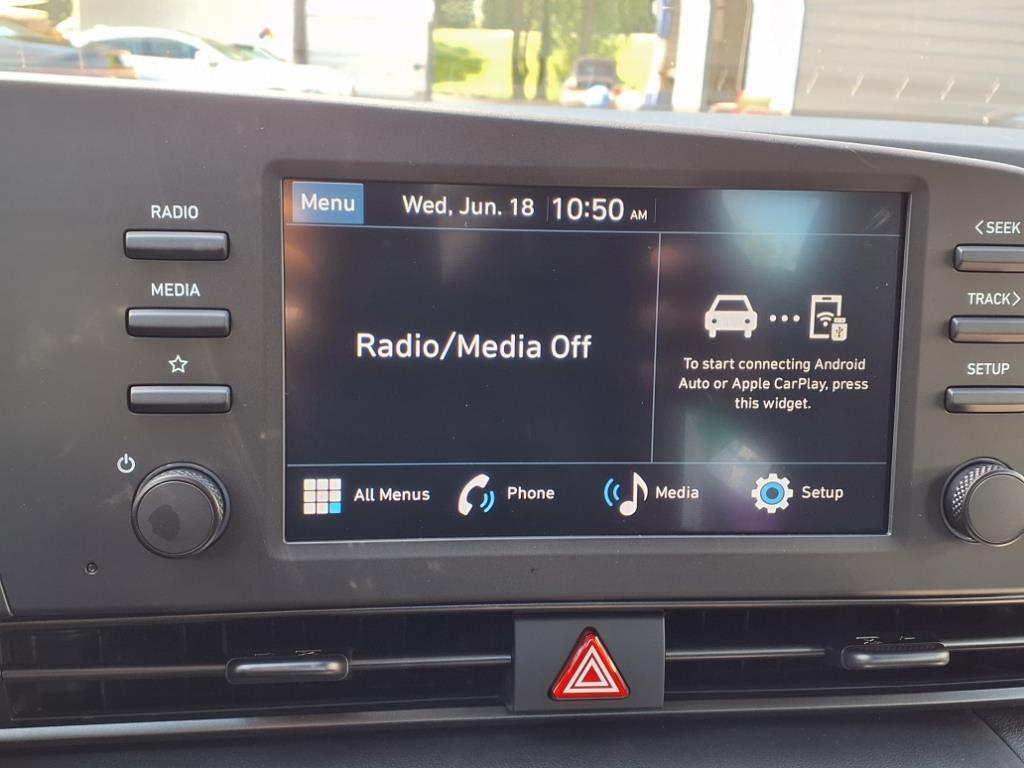 RADIO
MEDIA
Menu
Wed, Jun. 18
10:50 AM
Radio/Media Off
To start connecting Android
Auto or Apple CarPlay, press
this widget.
All Menus
Phone
Media
Setup
<SEEK
TRACK>
SETUP